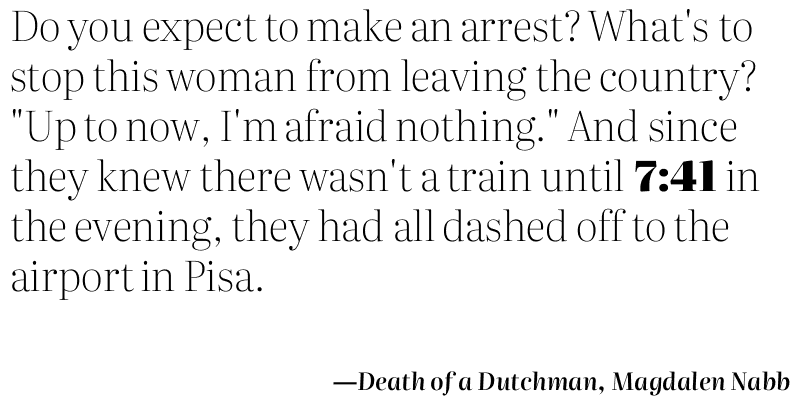 Do you expect to make an arrest? What's to
stop this woman from leaving the country?
"Up to now, I'm afraid nothing." And since
they knew there wasn't a train until 7:41 in
the evening, they had all dashed off to the
airport in Pisa.
—Death of a Dutchman, Magdalen Nabb